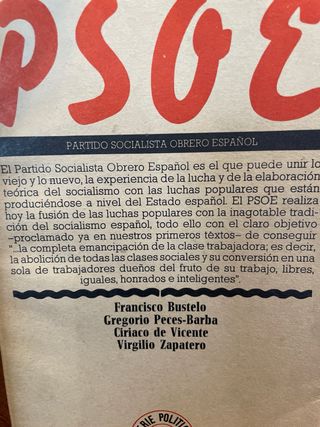 PSOE
PARTIDO SOCIALISTA OBRERO ESPAÑOL
El Partido Socialista Obrero Español es el que puede unir lo
viejo y lo nuevo, la experiencia de la lucha y de la elaboración
teórica del socialismo con las luchas populares que están
produciéndose a nivel del Estado español. El PSOE realiza
hoy la fusión de las luchas populares con la inagotable tradi-
ción del socialismo español, todo ello con el claro objetivo
–proclamado ya en nuestros primeros textos– de conseguir
"...la completa emancipación de la clase trabajadora; es decir,
la abolición de todas las clases sociales y su conversión en una
sola de trabajadores dueños del fruto de su trabajo, libres,
iguales, honrados e inteligentes".
Francisco Bustelo
Gregorio Peces-Barba
Ciriaco de Vicente
Virgilio Zapatero
SERIE POLITICA